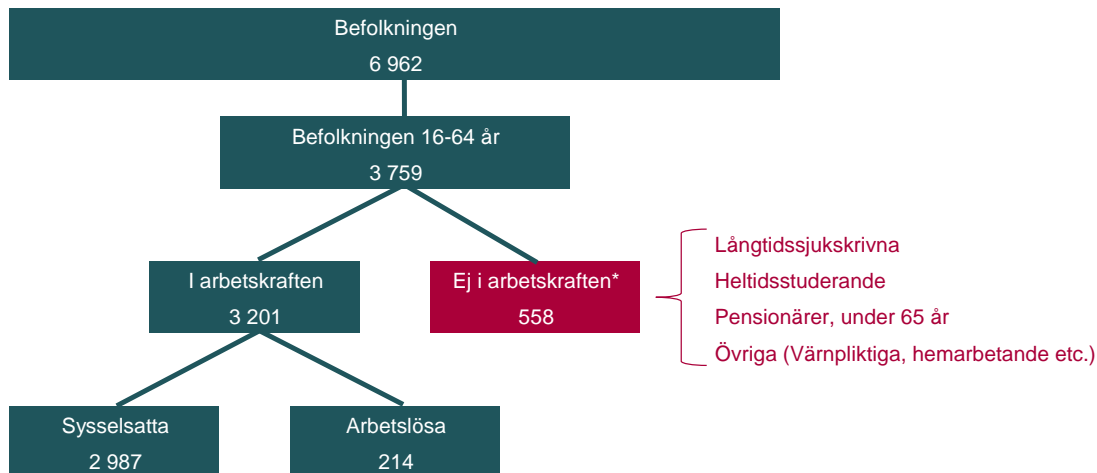 Befolkningen
6 962
Befolkningen 16-64 år
3 759
I arbetskraften
3 201
Ej i arbetskraften*
558
Långtidssjukskrivna
Heltidsstuderande
Pensionärer, under 65 år
Övriga (Värnpliktiga, hemarbetande etc.)
Sysselsatta
2 987
Arbetslösa
214